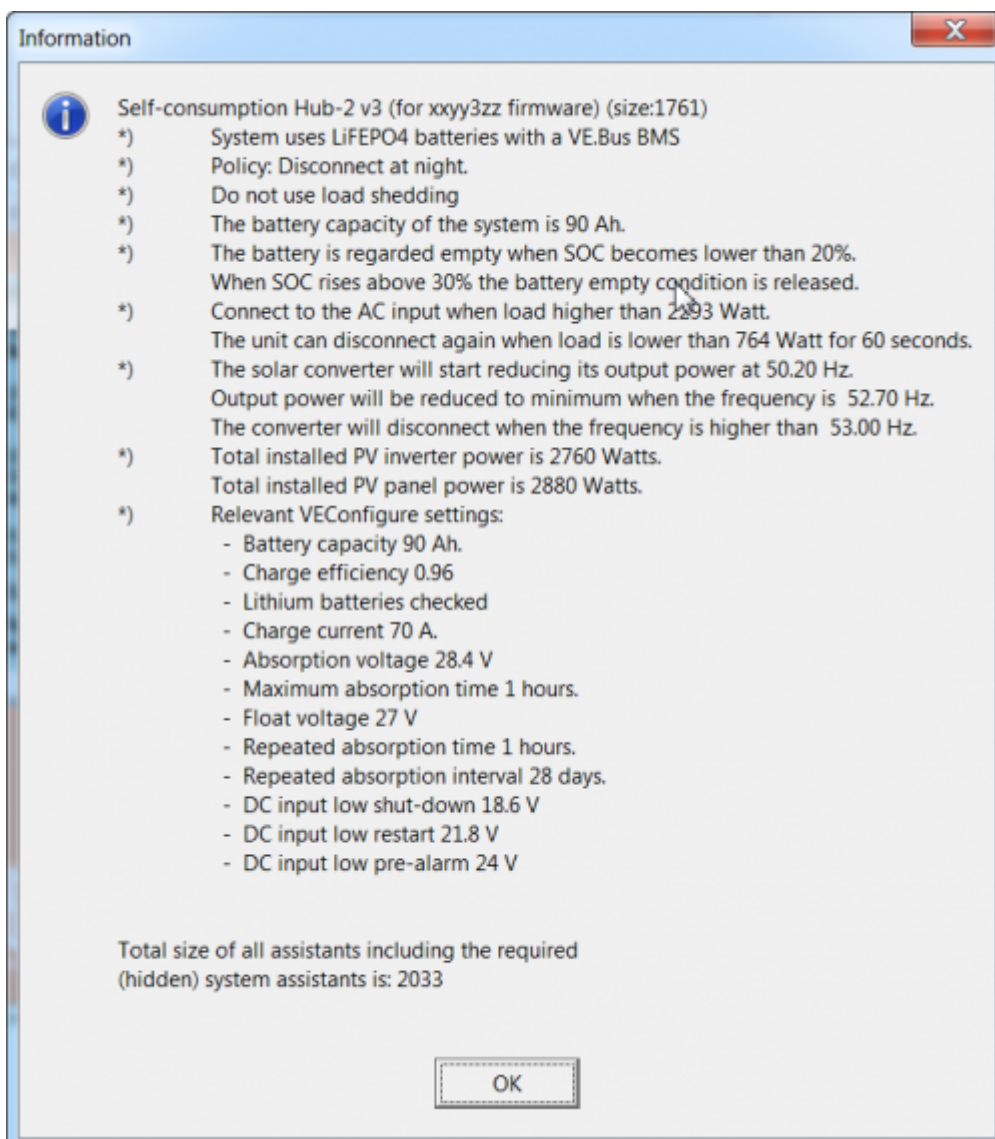 Information
Self-consumption Hub-2 v3 (for xxyy3zz firmware) (size:1761)
*) System uses LiFEPO4 batteries with a VE.Bus BMS
*) Policy: Disconnect at night.
*) Do not use load shedding
*) The battery capacity of the system is 90 Ah.
*) The battery is regarded empty when SOC becomes lower than 20%.
When SOC rises above 30% the battery empty condition is released.
*) Connect to the AC input when load higher than 2293 Watt.
The unit can disconnect again when load is lower than 764 Watt for 60 seconds.
*) The solar converter will start reducing its output power at 50.20 Hz.
Output power will be reduced to minimum when the frequency is 52.70 Hz.
The converter will disconnect when the frequency is higher than 53.00 Hz.
*) Total installed PV inverter power is 2760 Watts.
Total installed PV panel power is 2880 Watts.
*) Relevant VEConfigure settings:
- Battery capacity 90 Ah.
- Charge efficiency 0.96
- Lithium batteries checked
- Charge current 70 A.
- Absorption voltage 28.4 V
- Maximum absorption time 1 hours.
- Float voltage 27 V
- Repeated absorption time 1 hours.
- Repeated absorption interval 28 days.
- DC input low shut-down 18.6 V
- DC input low restart 21.8 V
- DC input low pre-alarm 24 V
Total size of all assistants including the required
(hidden) system assistants is: 2033
OK